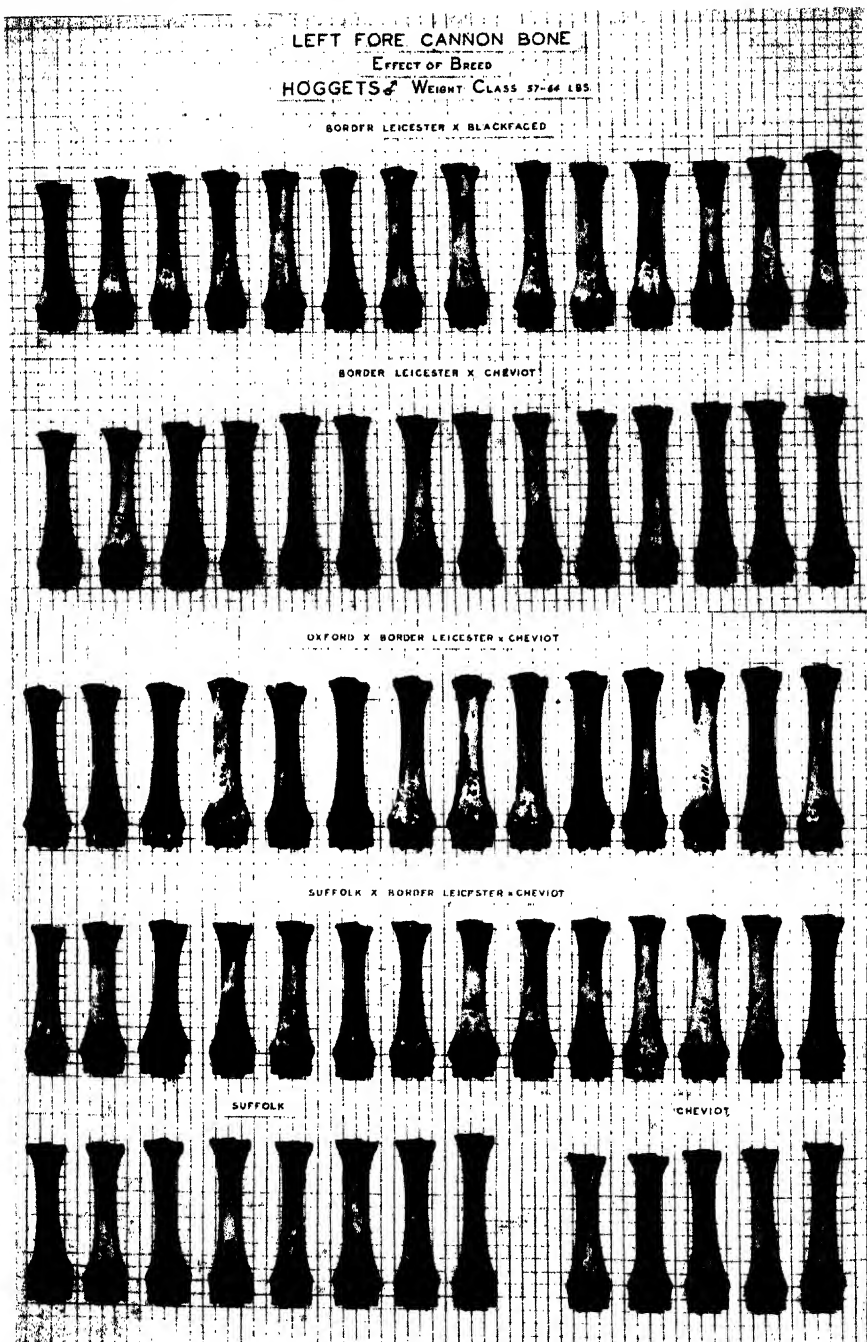 LEFT FORE CANNON BONE
EFFECT OF BREED
HOGGETS ♂ WEIGHT CLASS 57-64 LBS.
BORDER LEICESTER X BLACKFACED
BORDER LEICESTER X CHEVIOT
OXFORD X BORDER LEICESTER x CHEVIOT
SUFFOLK X BORDER LEICESTER x CHEVIOT
SUFFOLK
CHEVIOT